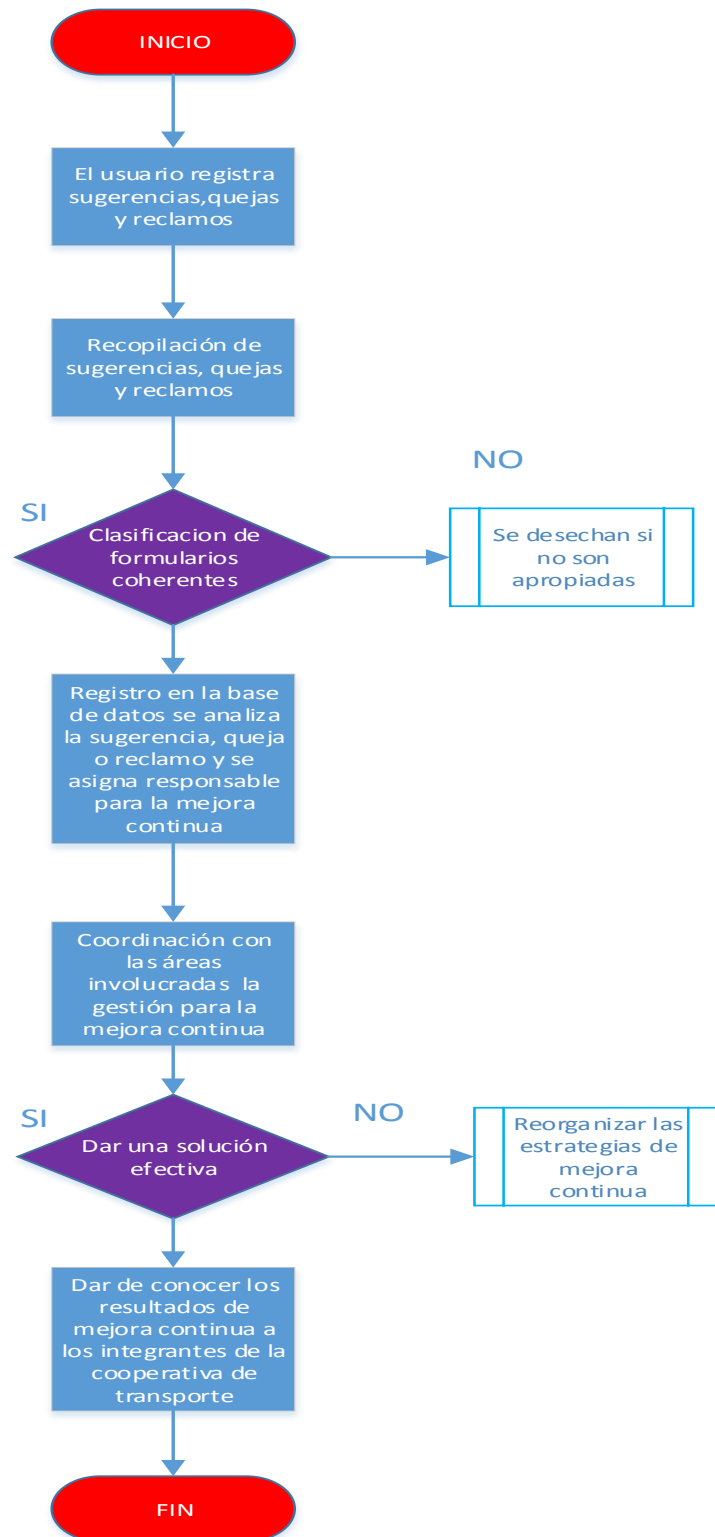 INICIO
El usuario registra
sugerencias,quejas
y reclamos
Recopilación de
sugerencias, quejas
y reclamos
NO
SI
Clasificacion de
formularios
coherentes
Se desechan si
no son
apropiadas
Registro en la base
de datos se analiza
la sugerencia, queja
o reclamo y se
asigna responsable
para la mejora
continua
Coordinación con
las áreas
involucradas la
gestión para la
mejora continua
SI
NO
Dar una solución
efectiva
Reorganizar las
estrategias de
mejora
continua
Dar de conocer los
resultados de
mejora continua a
los integrantes de la
cooperativa de
transporte
FIN